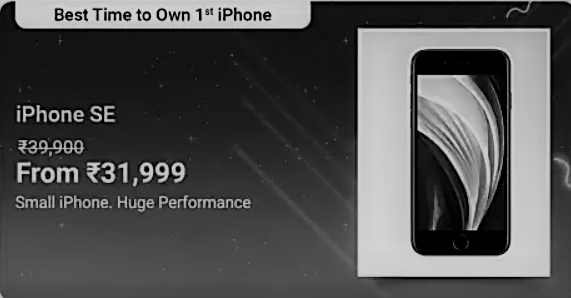 Best Time to Own 1st iPhone
iPhone SE
₹39,900
From ₹31,999
Small iPhone. Huge Performance